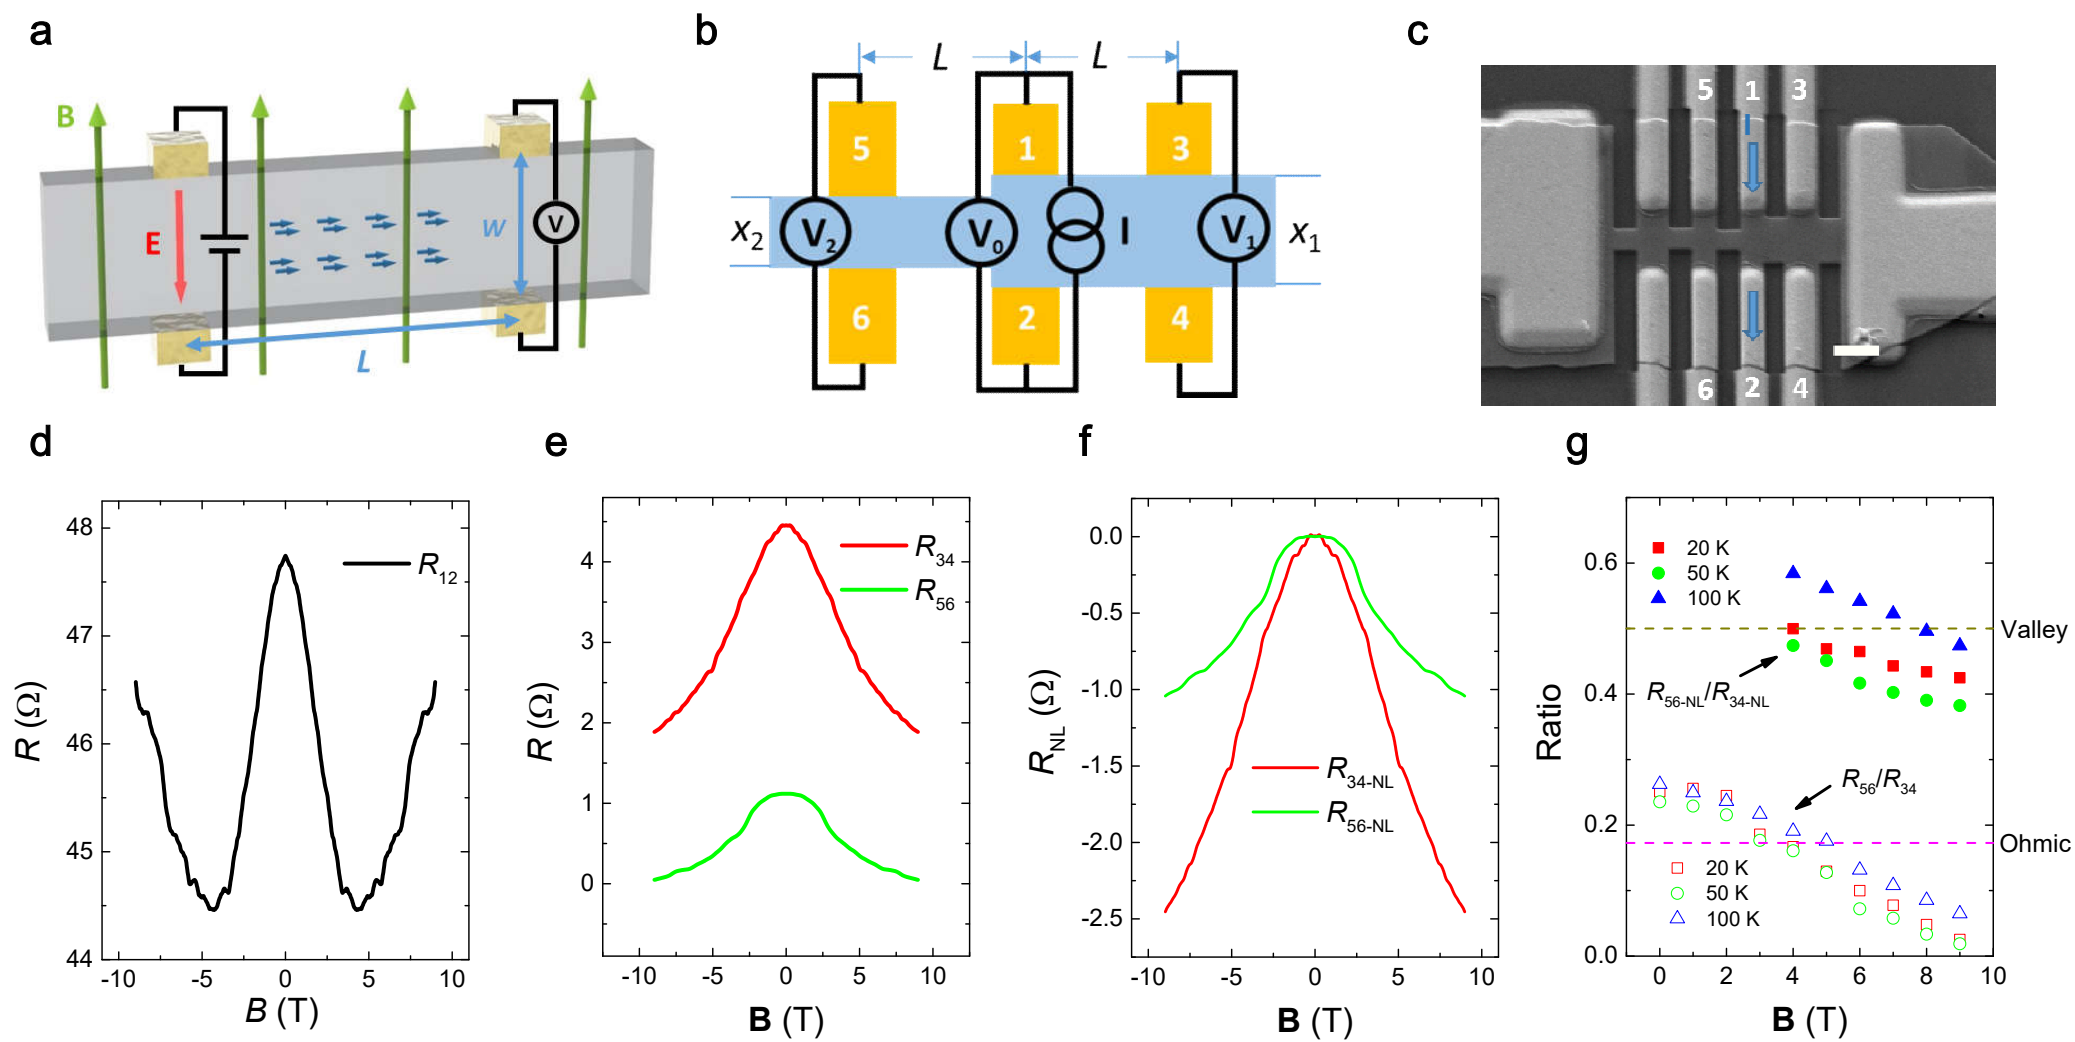 a
B
E
V
W
L
b
L
L
5
1
3
X2
V2
V0
I
V1
X1
6
2
4
c
5
1
3
I
6
2
4
d
R12
48
47
46
45
44
R (Ω)
-10
-5
0
5
10
B (T)
e
R34
R56
4
3
2
1
0
R (Ω)
-10
-5
0
5
10
B (T)
f
0.0
-0.5
-1.0
-1.5
-2.0
-2.5
RNL (Ω)
R34-NL
R56-NL
-10
-5
0
5
10
B (T)
g
20 K
50 K
100 K
0.6
0.4
0.2
0.0
Ratio
Valley
R56-NL/R34-NL
R56/R34
Ohmic
20 K
50 K
100 K
0
2
4
6
8
10
B (T)